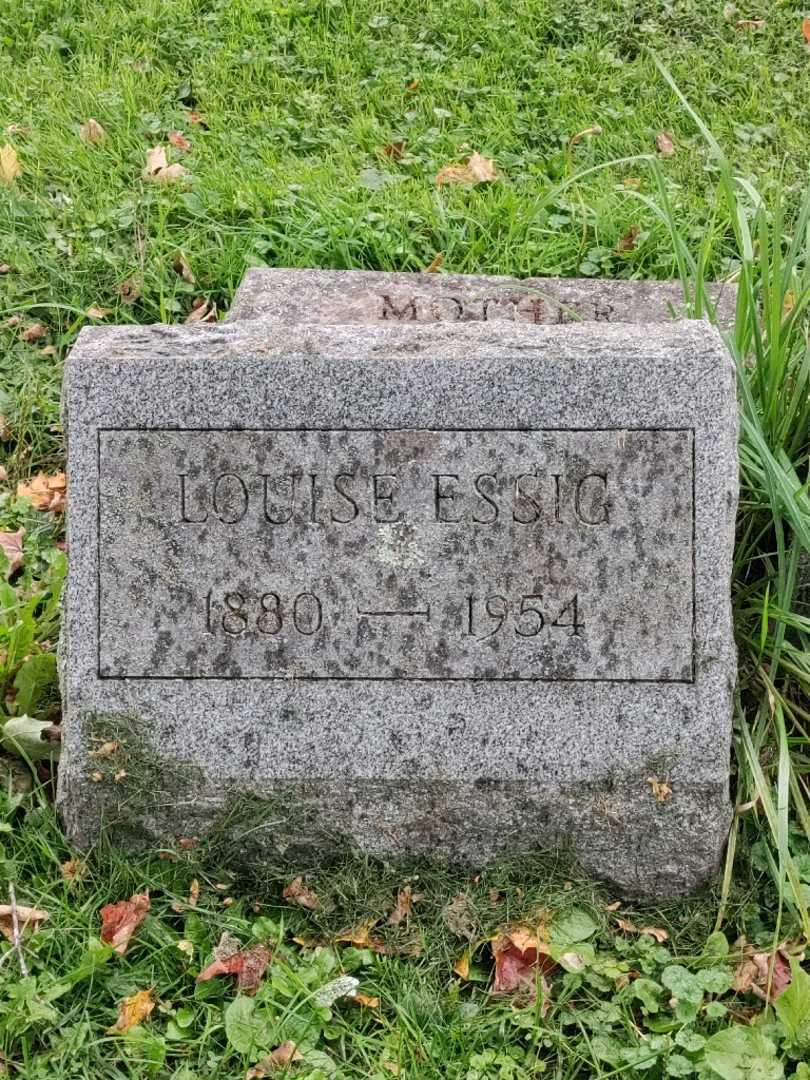 MOTHER
LOUISE ESSIG
1880 — 1954